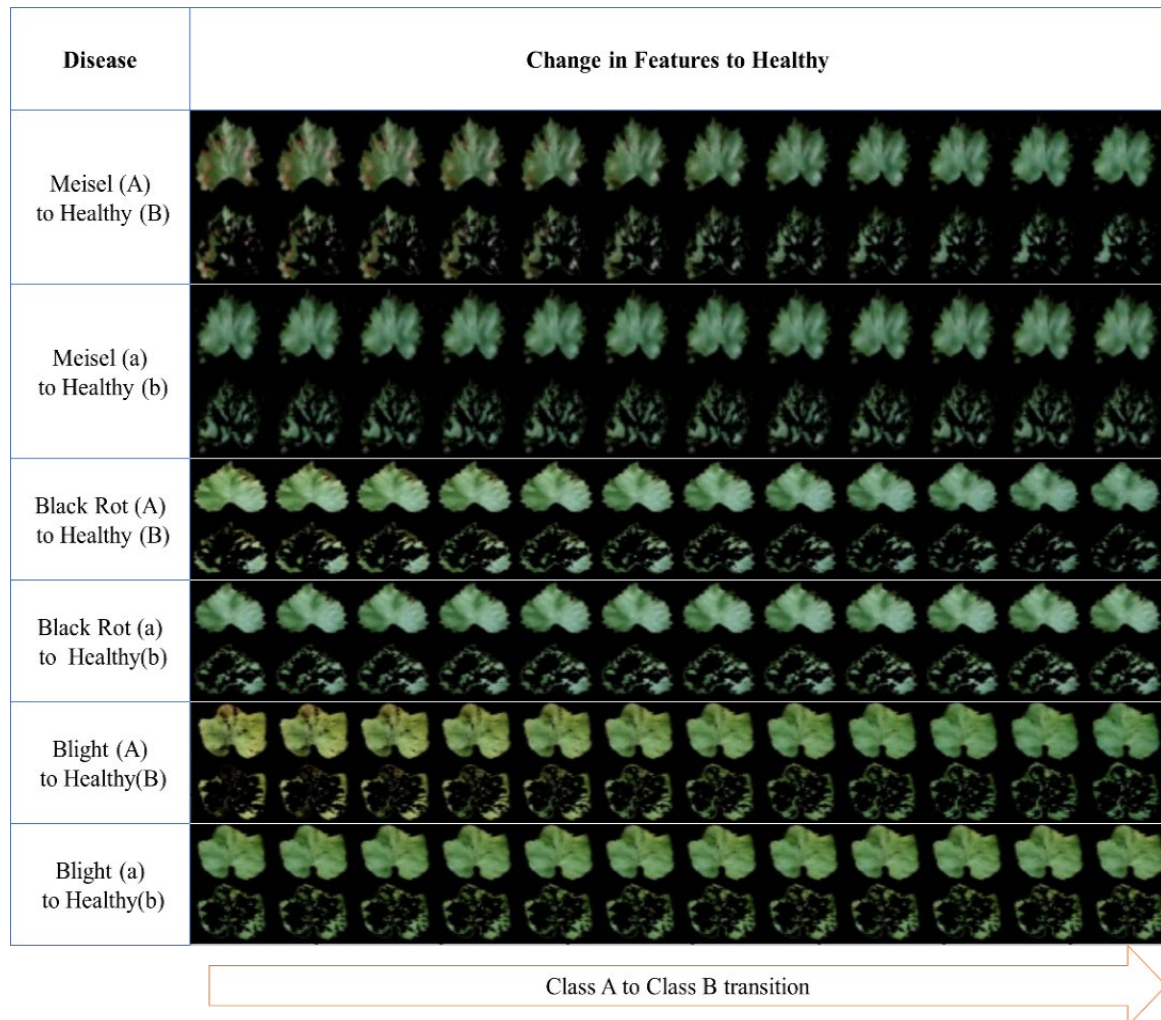 Disease
Change in Features to Healthy
Meisel (A)
to Healthy (B)
Meisel (a)
to Healthy (b)
Black Rot (A)
to Healthy (B)
Black Rot (a)
to Healthy(b)
Blight (A)
to Healthy(B)
Blight (a)
to Healthy(b)
Class A to Class B transition